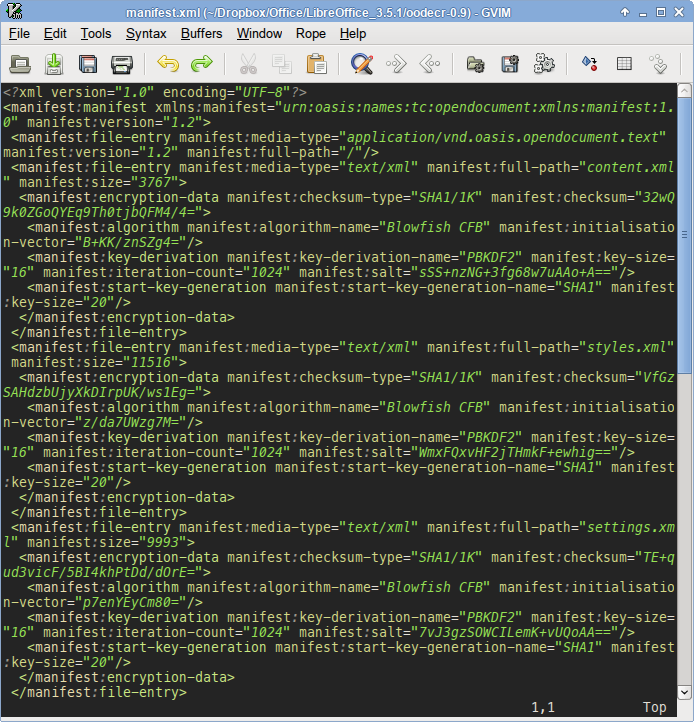 manifest.xml (~/Dropbox/Office/LibreOffice_3.5.1/oodecr-0.9) - GVIM
File Edit Tools Syntax Buffers Window Rope Help
<?xml version="1.0" encoding="UTF-8"?>
<manifest:manifest xmlns:manifest="urn:oasis:names:tc:opendocument:xmlns:manifest:1.
0" manifest:version="1.2">
 <manifest:file-entry manifest:media-type="application/vnd.oasis.opendocument.text"
manifest:version="1.2" manifest:full-path="/"/>
 <manifest:file-entry manifest:media-type="text/xml" manifest:full-path="content.xml
" manifest:size="3767">
  <manifest:encryption-data manifest:checksum-type="SHA1/1K" manifest:checksum="32wQ
9k0ZGoQYEq9Th0tjbQFM4/4=">
   <manifest:algorithm manifest:algorithm-name="Blowfish CFB" manifest:initialisatio
n-vector="B+KK/znSZg4="/>
   <manifest:key-derivation manifest:key-derivation-name="PBKDF2" manifest:key-size=
"16" manifest:iteration-count="1024" manifest:salt="sSS+nzNG+3fg68w7uAAo+A=="/>
   <manifest:start-key-generation manifest:start-key-generation-name="SHA1" manifest
:key-size="20"/>
  </manifest:encryption-data>
 </manifest:file-entry>
 <manifest:file-entry manifest:media-type="text/xml" manifest:full-path="styles.xml"
 manifest:size="11516">
  <manifest:encryption-data manifest:checksum-type="SHA1/1K" manifest:checksum="VfGz
SAHdzbUjyXkDIrpUK/ws1Eg=">
   <manifest:algorithm manifest:algorithm-name="Blowfish CFB" manifest:initialisatio
n-vector="z/da7UWzg7M="/>
   <manifest:key-derivation manifest:key-derivation-name="PBKDF2" manifest:key-size=
"16" manifest:iteration-count="1024" manifest:salt="WmxFQxvHF2jTHmkF+ewhig=="/>
   <manifest:start-key-generation manifest:start-key-generation-name="SHA1" manifest
:key-size="20"/>
  </manifest:encryption-data>
 </manifest:file-entry>
 <manifest:file-entry manifest:media-type="text/xml" manifest:full-path="settings.xm
l" manifest:size="9993">
  <manifest:encryption-data manifest:checksum-type="SHA1/1K" manifest:checksum="TE+q
ud3vicF/5BI4khPtDd/dOrE=">
   <manifest:algorithm manifest:algorithm-name="Blowfish CFB" manifest:initialisatio
n-vector="p7enYEyCm80="/>
   <manifest:key-derivation manifest:key-derivation-name="PBKDF2" manifest:key-size=
"16" manifest:iteration-count="1024" manifest:salt="7vJ3gzSOWCILemK+vUQoAA=="/>
   <manifest:start-key-generation manifest:start-key-generation-name="SHA1" manifest
:key-size="20"/>
  </manifest:encryption-data>
 </manifest:file-entry>
1,1 Top